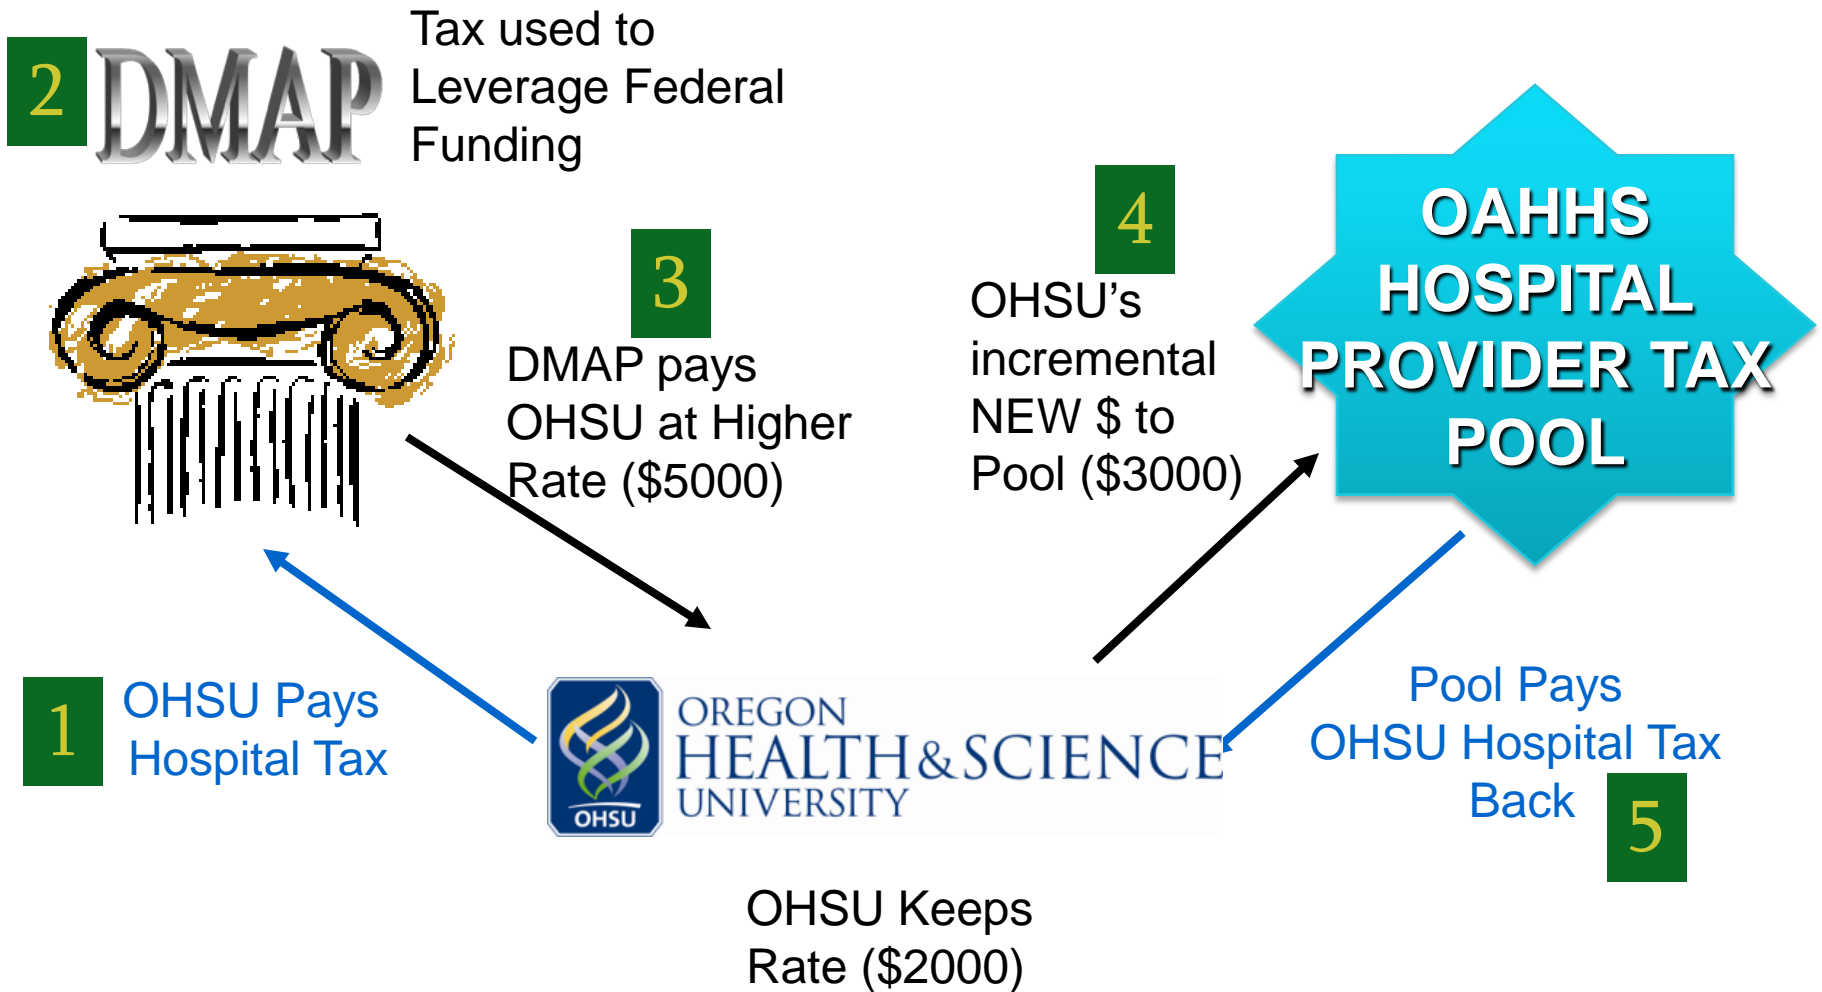 2
DMAP
Tax used to
Leverage Federal
Funding
3
DMAP pays
OHSU at Higher
Rate ($5000)
4
OHSU’s
incremental
NEW $ to
Pool ($3000)
OAHHS
HOSPITAL
PROVIDER TAX
POOL
1
OHSU Pays
Hospital Tax
OHSU
OREGON
HEALTH&SCIENCE
UNIVERSITY
Pool Pays
OHSU Hospital Tax
Back
5
OHSU Keeps
Rate ($2000)